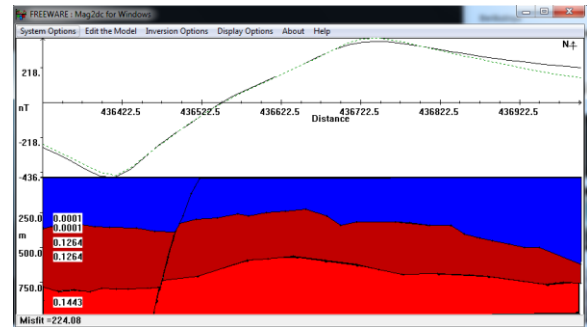 FREEWARE : Mag2dc for Windows
System Options Edit the Model Inversion Options Display Options About Help
N
218.
nT
436422.5 436522.5 436622.5 436722.5 436822.5 436922.5
Distance
-218.
-436.
0.0001
250.0
0.0001
m
0.1264
500.0
0.1264
750.0
0.1443
Misfit =224.08